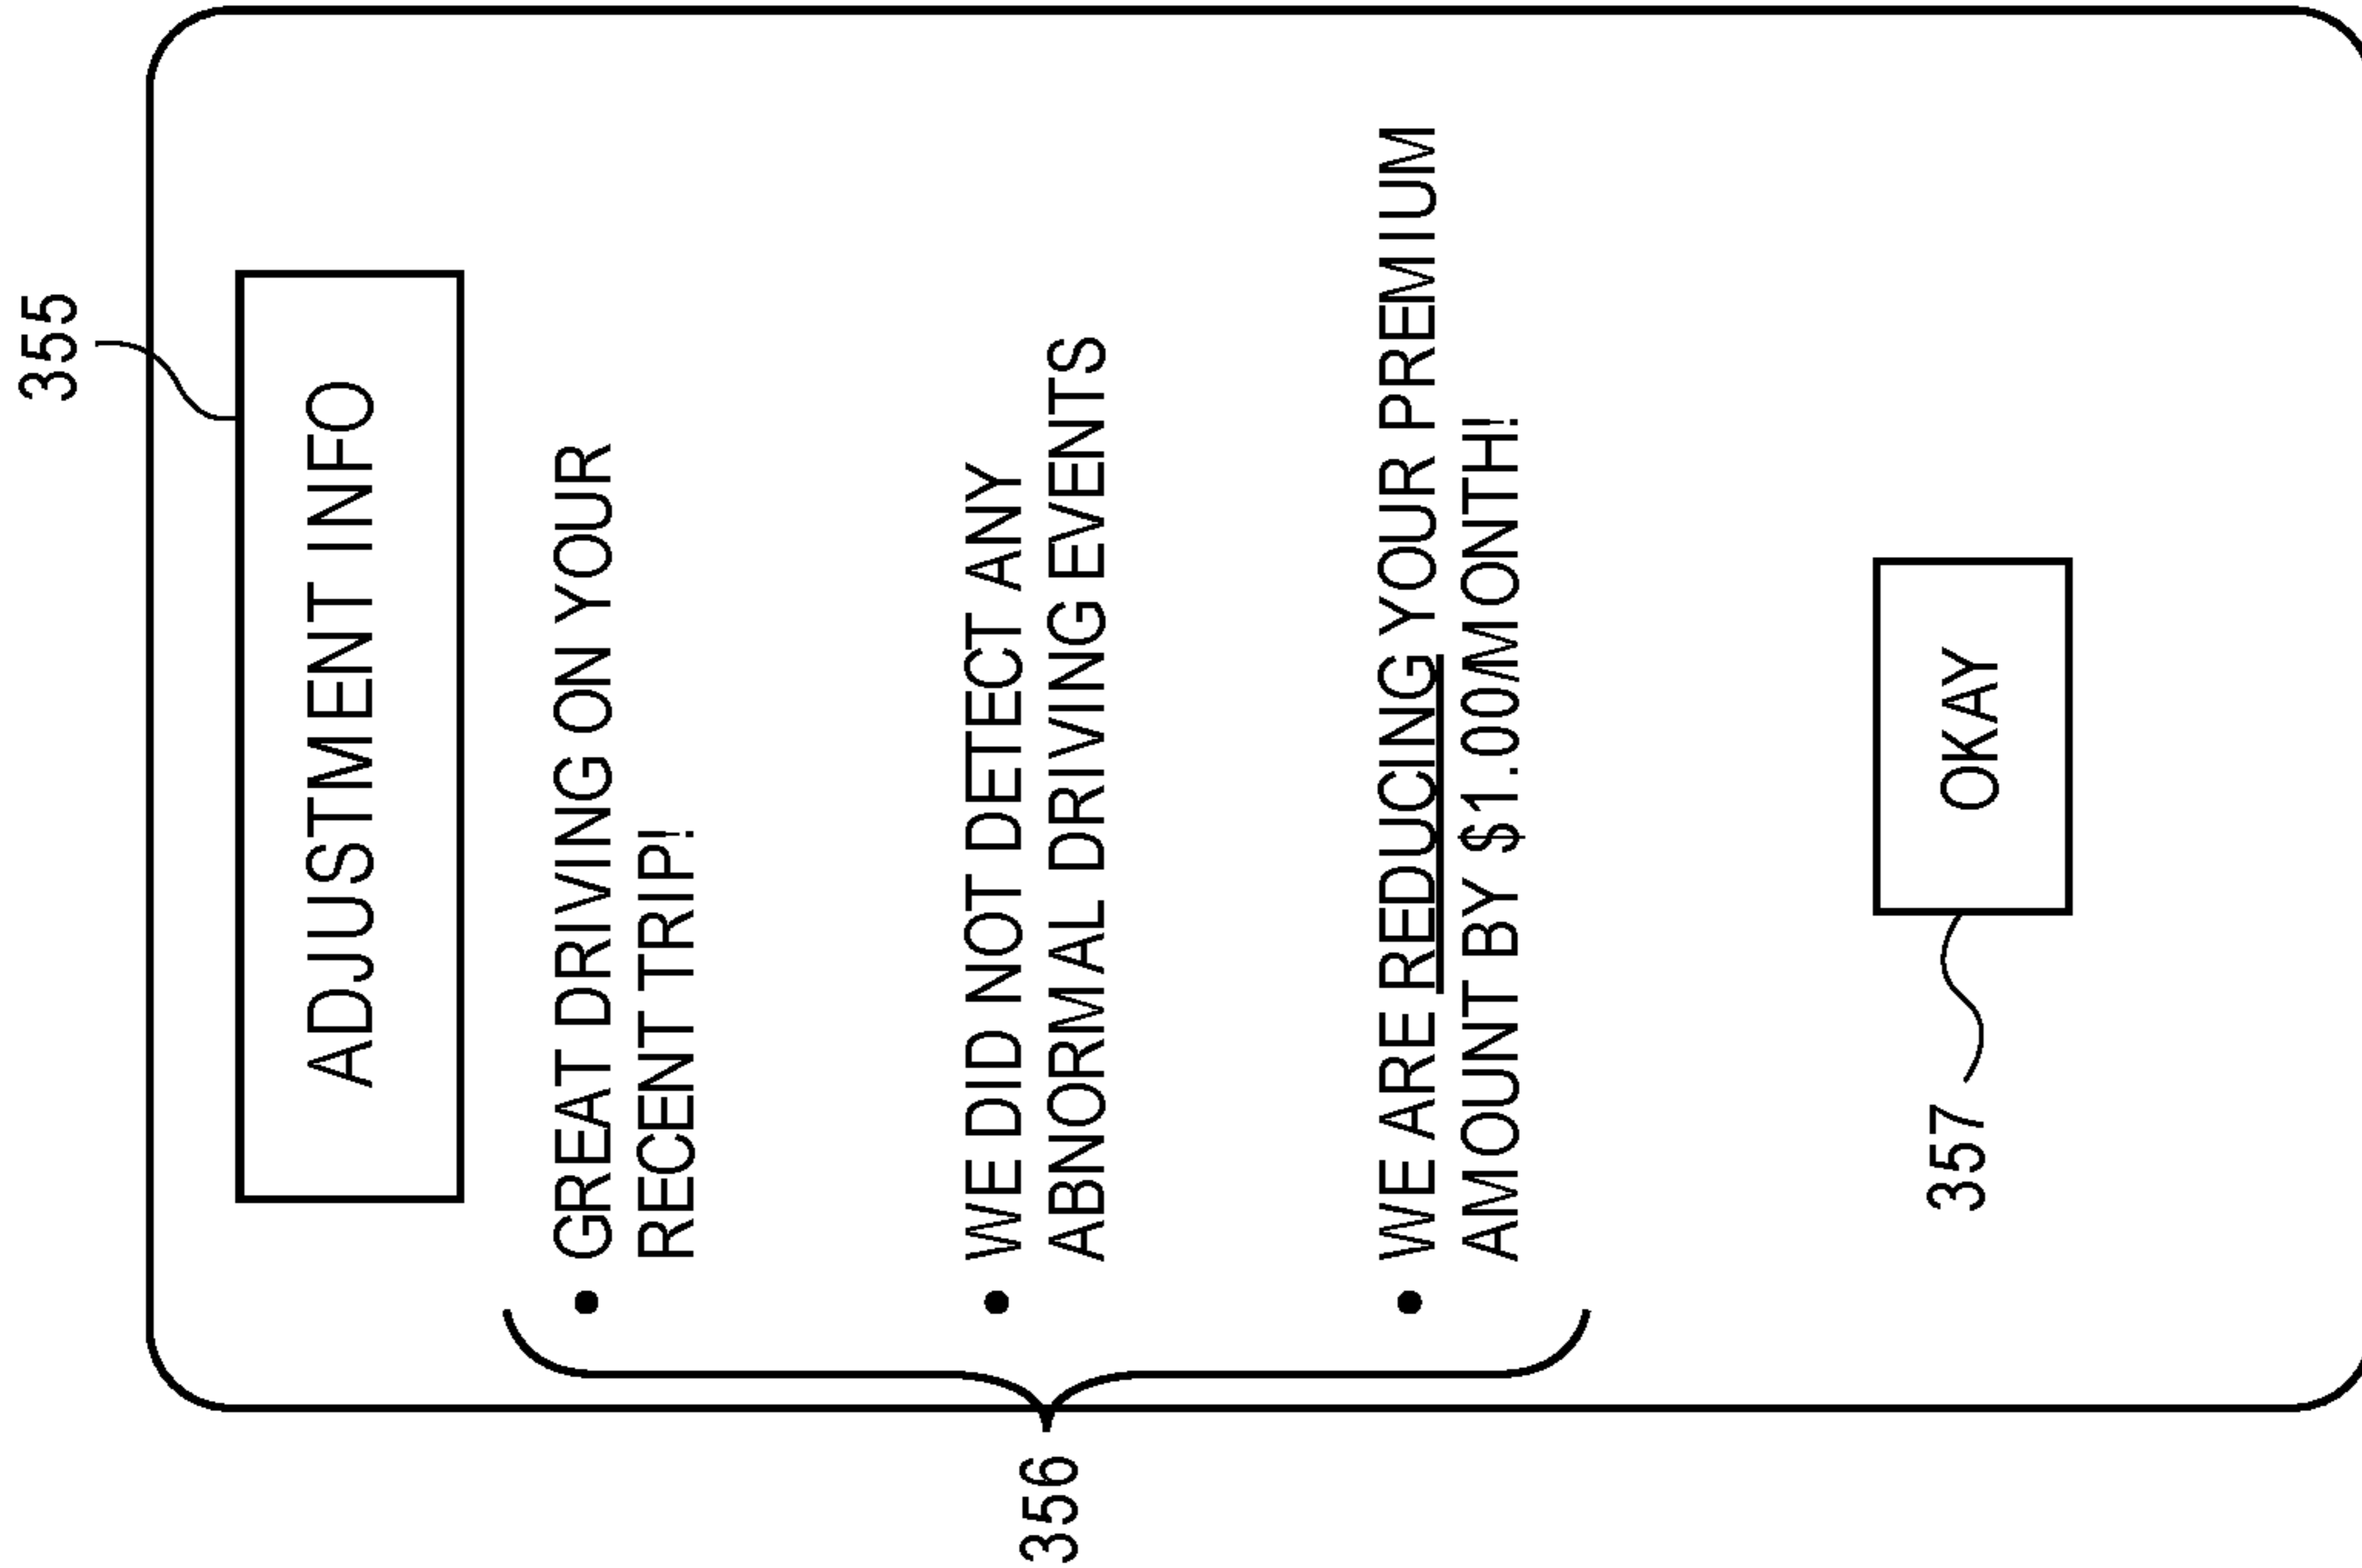 355
ADJUSTMENT INFO
• GREAT DRIVING ON YOUR
RECENT TRIP!
• WE DID NOT DETECT ANY
ABNORMAL DRIVING EVENTS
• WE ARE REDUCING YOUR PREMIUM
AMOUNT BY $1.00/MONTH!
356
OKAY
357